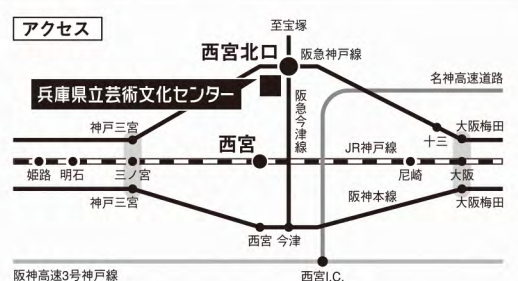 アクセス
至宝塚
西宮北口
阪急神戸線
兵庫県立芸術文化センター
名神高速道路
阪急今津線
神戸三宮
西宮
JR神戸線
十三
大阪梅田
姫路
明石
三ノ宮
尼崎
大阪
神戸三宮
阪神本線
大阪梅田
西宮
今津
阪神高速3号神戸線
西宮I.C.